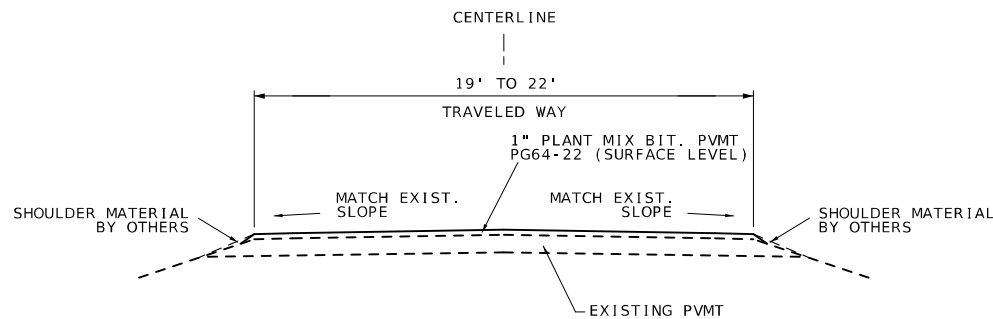 CENTERLINE
19' TO 22'
TRAVELED WAY
1" PLANT MIX BIT. PVMT
PG64-22 (SURFACE LEVEL)
MATCH EXIST.
SLOPE
MATCH EXIST.
SLOPE
SHOULDER MATERIAL
BY OTHERS
SHOULDER MATERIAL
BY OTHERS
EXISTING PVMT